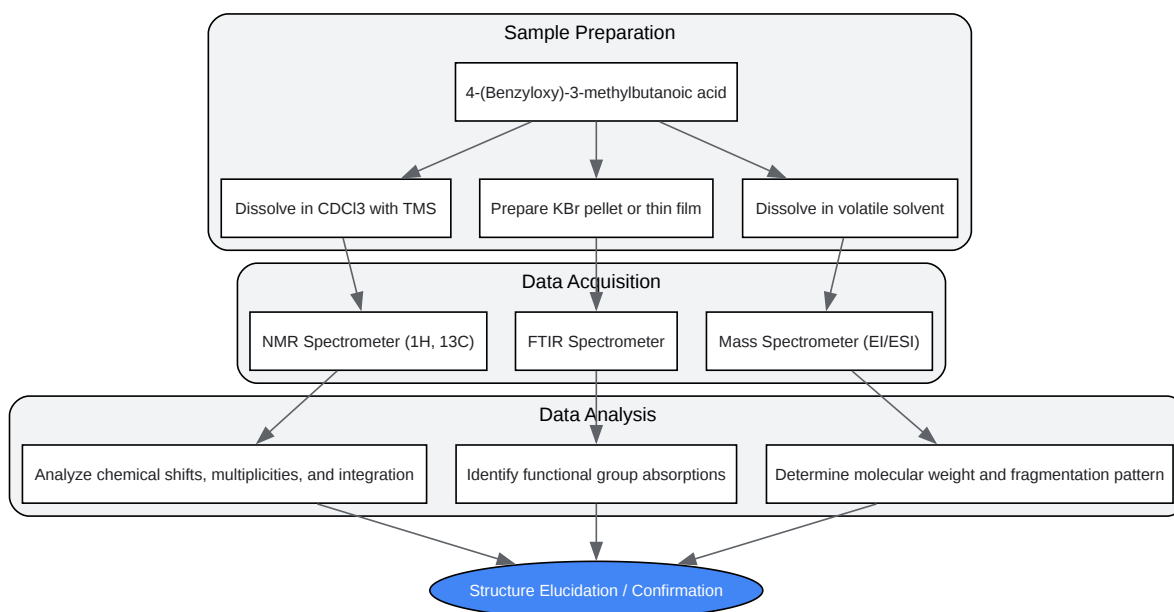 Sample Preparation
4-(Benzyloxy)-3-methylbutanoic acid
Dissolve in CDCl3 with TMS
Prepare KBr pellet or thin film
Dissolve in volatile solvent
Data Acquisition
NMR Spectrometer (1H, 13C)
FTIR Spectrometer
Mass Spectrometer (EI/ESI)
Data Analysis
Analyze chemical shifts, multiplicities, and integration
Identify functional group absorptions
Determine molecular weight and fragmentation pattern
Structure Elucidation / Confirmation